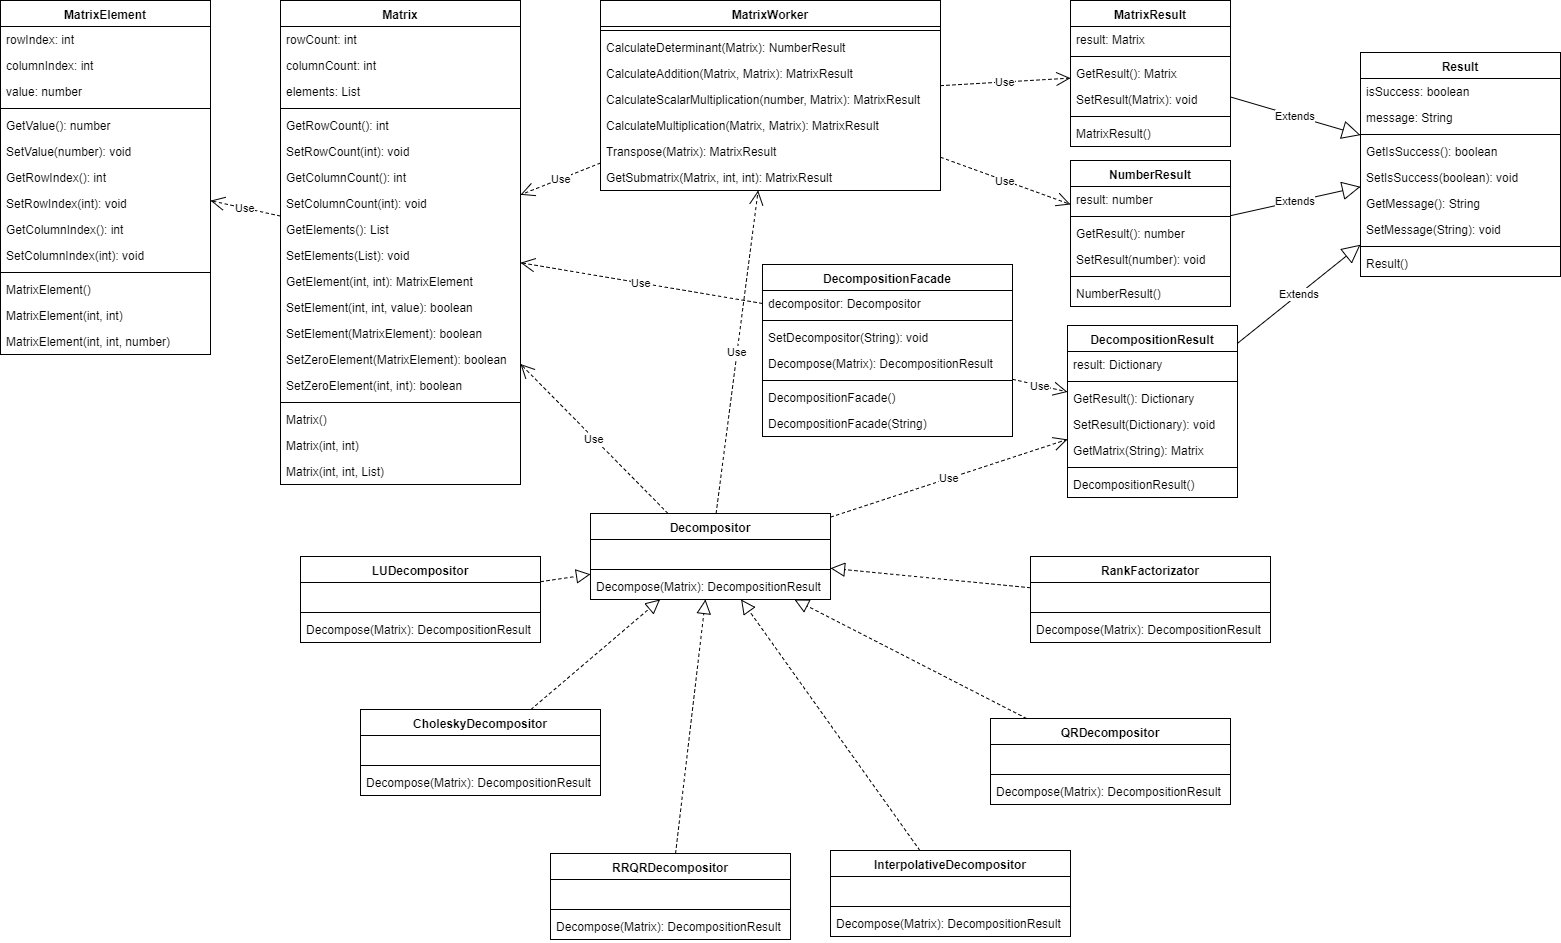 MatrixElement
rowIndex: int
columnIndex: int
value: number
GetValue(): number
SetValue(number): void
GetRowIndex(): int
SetRowIndex(int): void
GetColumnIndex(): int
SetColumnIndex(int): void
MatrixElement()
MatrixElement(int, int)
MatrixElement(int, int, number)
Use
Matrix
rowCount: int
columnCount: int
elements: List
GetRowCount(): int
SetRowCount(int): void
GetColumnCount(): int
SetColumnCount(int): void
GetElements(): List
SetElements(List): void
GetElement(int, int): MatrixElement
SetElement(int, int, value): boolean
SetElement(MatrixElement): boolean
SetZeroElement(MatrixElement): boolean
SetZeroElement(int, int): boolean
Matrix()
Matrix(int, int)
Matrix(int, int, List)
Use
Use
Use
MatrixWorker
CalculateDeterminant(Matrix): NumberResult
CalculateAddition(Matrix, Matrix): MatrixResult
CalculateScalarMultiplication(number, Matrix): MatrixResult
CalculateMultiplication(Matrix, Matrix): MatrixResult
Transpose(Matrix): MatrixResult
GetSubmatrix(Matrix, int, int): MatrixResult
Use
Use
Use
MatrixResult
result: Matrix
GetResult(): Matrix
SetResult(Matrix): void
MatrixResult()
Extends
NumberResult
result: number
GetResult(): number
SetResult(number): void
NumberResult()
Extends
Result
isSuccess: boolean
message: String
GetIsSuccess(): boolean
SetIsSuccess(boolean): void
GetMessage(): String
SetMessage(String): void
Result()
Extends
DecompositionFacade
decompositor: Decompositor
SetDecompositor(String): void
Decompose(Matrix): DecompositionResult
DecompositionFacade()
DecompositionFacade(String)
Use
DecompositionResult
result: Dictionary
GetResult(): Dictionary
SetResult(Dictionary): void
GetMatrix(String): Matrix
DecompositionResult()
Use
Decompositor
Decompose(Matrix): DecompositionResult
LUDecompositor
Decompose(Matrix): DecompositionResult
RankFactorizator
Decompose(Matrix): DecompositionResult
CholeskyDecompositor
Decompose(Matrix): DecompositionResult
QRDecompositor
Decompose(Matrix): DecompositionResult
RRQRDecompositor
Decompose(Matrix): DecompositionResult
InterpolativeDecompositor
Decompose(Matrix): DecompositionResult